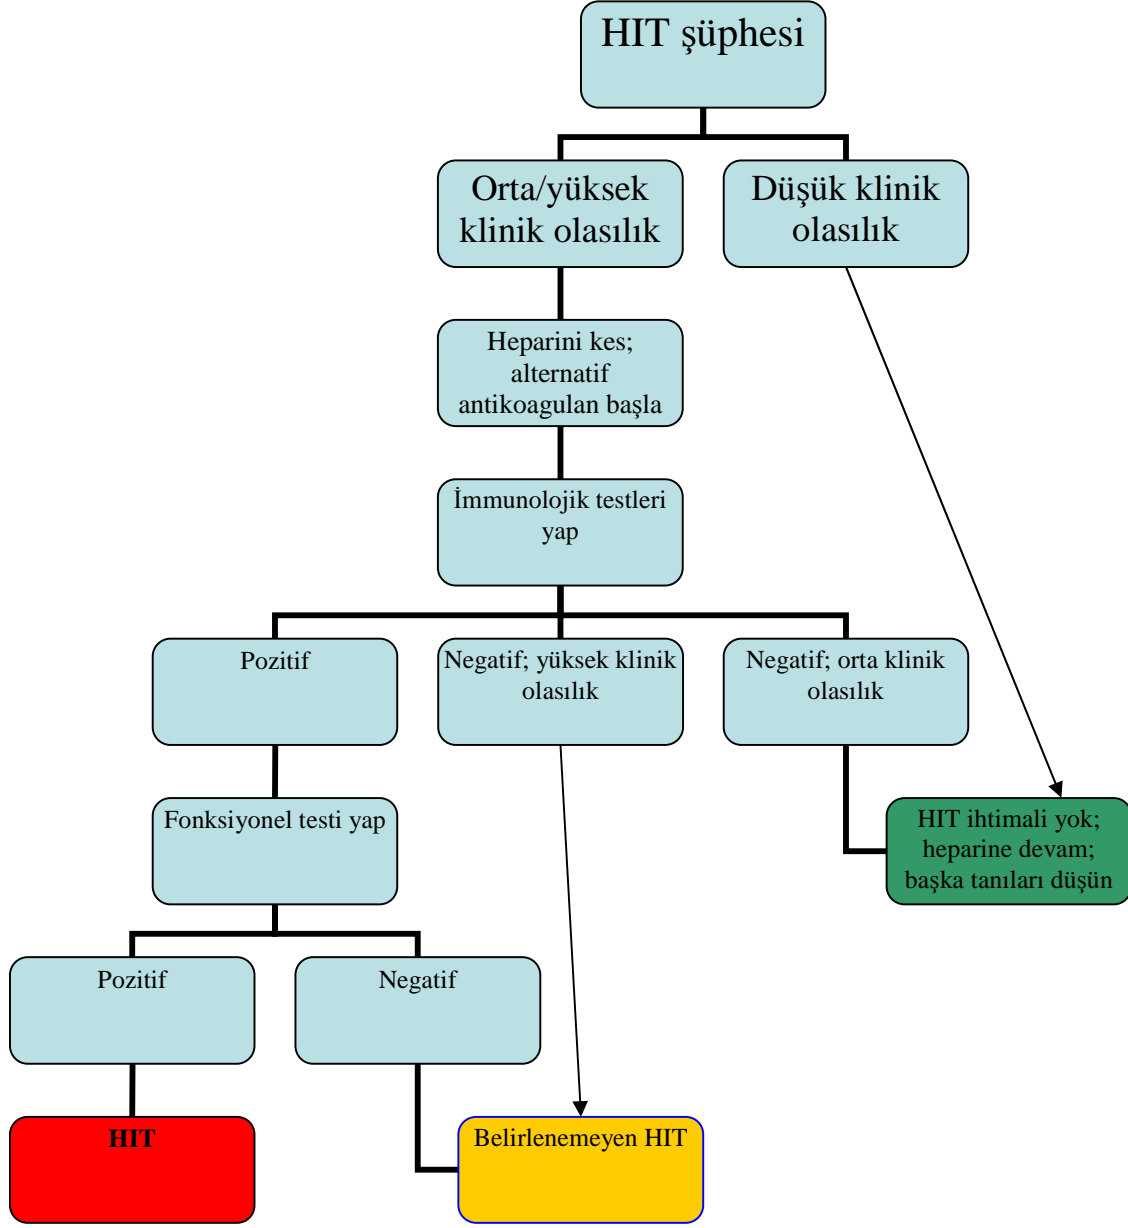 HIT şüphesi
Orta/yüksek
klinik olasılık
Düşük klinik
olasılık
Heparini kes;
alternatif
antikoagulan başla
İmmunolojik testleri
yap
Pozitif
Negatif; yüksek klinik
olasılık
Negatif; orta klinik
olasılık
Fonksiyonel testi yap
HIT ihtimali yok;
heparine devam;
başka tanıları düşün
Pozitif
Negatif
HIT
Belirlenemeyen HIT